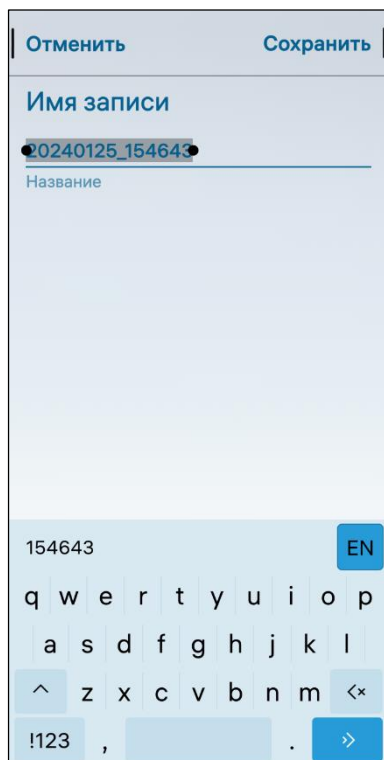 Отменить Сохранить
Имя записи
20240125_154643
Название
154643 EN
q w e r t y u i o p
a s d f g h j k l
z x c v b n m
!123 , .